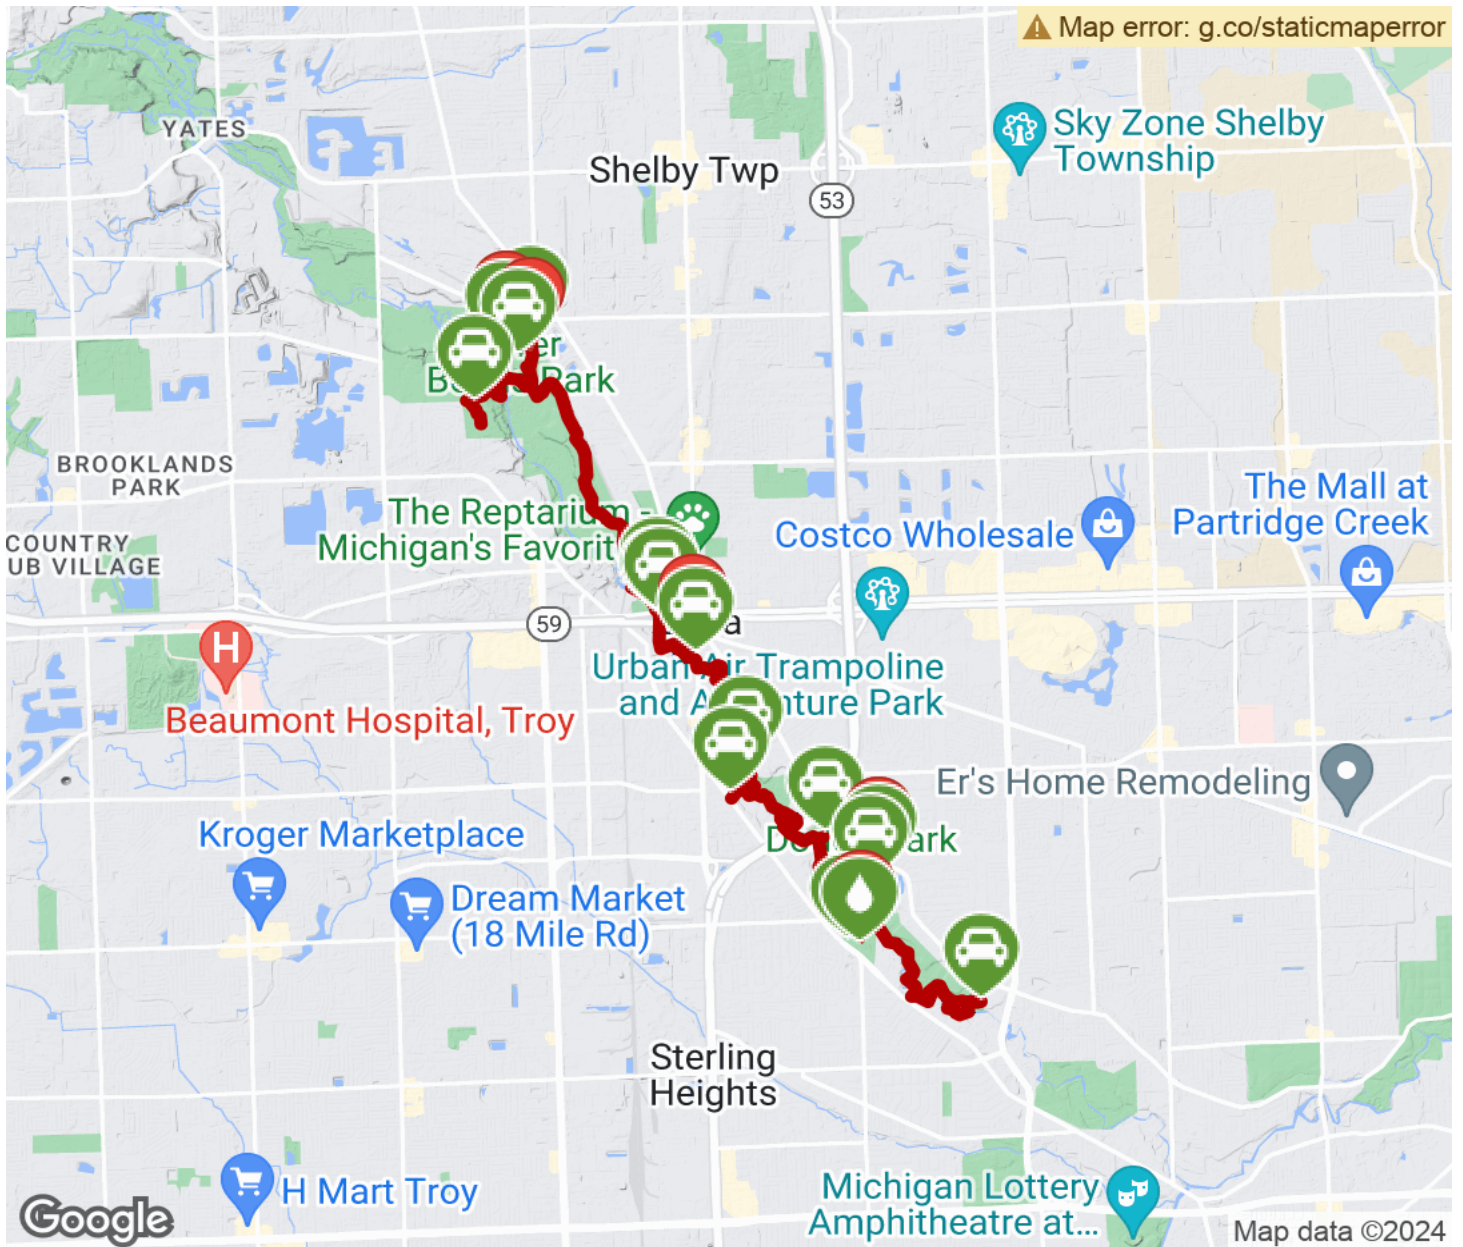 Map error: g.co/staticmaperror
YATES
Sky Zone Shelby
Township
Shelby Twp
53
Park
BROOKLANDS
PARK
The Mall at
Partridge Creek
The Reptarium -
Michigan's Favorit
Costco Wholesale
COUNTRY
UB VILLAGE
59
H
Urban Air Trampoline
and A nture Park
Beaumont Hospital, Troy
Er's Home Remodeling
Kroger Marketplace
Dream Market
(18 Mile Rd)
Sterling
Heights
H Mart Troy
Michigan Lottery
Amphitheatre at...
Google
Map data ©2024